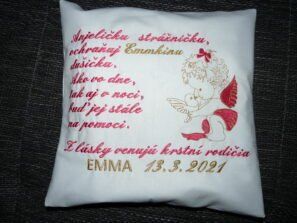 Anjeličku strážničku,
ochraňuj Emmkinu
dušičku.
Ako vo dne,
tak aj v noci,
buď jej stále
na pomoci.
Z lásky venujú krstní rodičia
EMMA 13.3.2021